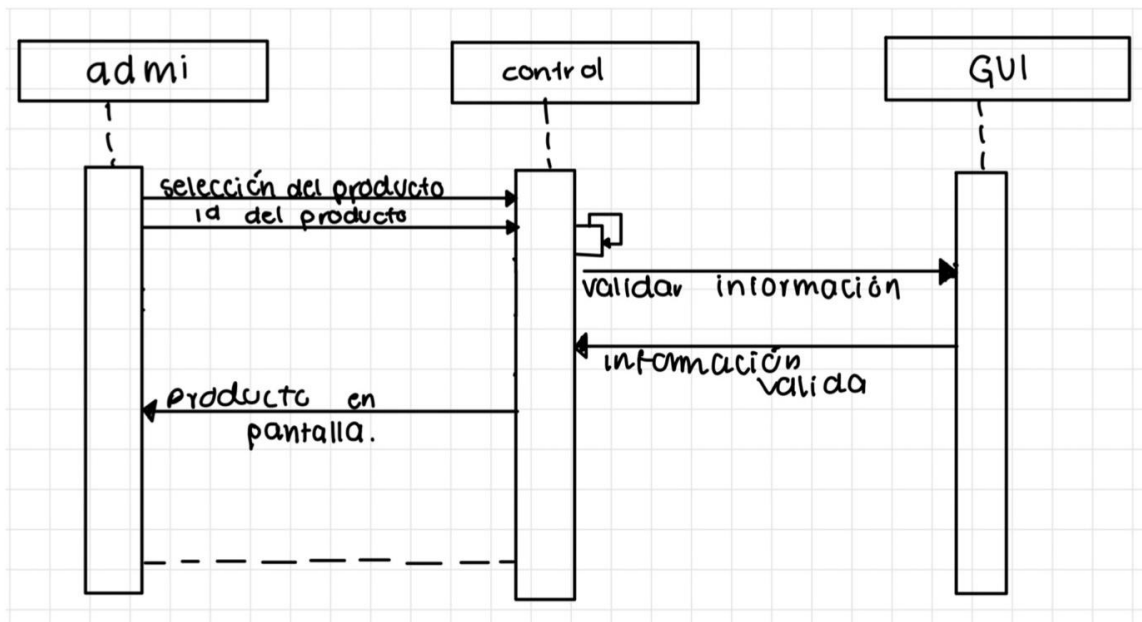 admi
control
GUI
selección del producto
id del producto
validar información
información
valida
producto en
pantalla.